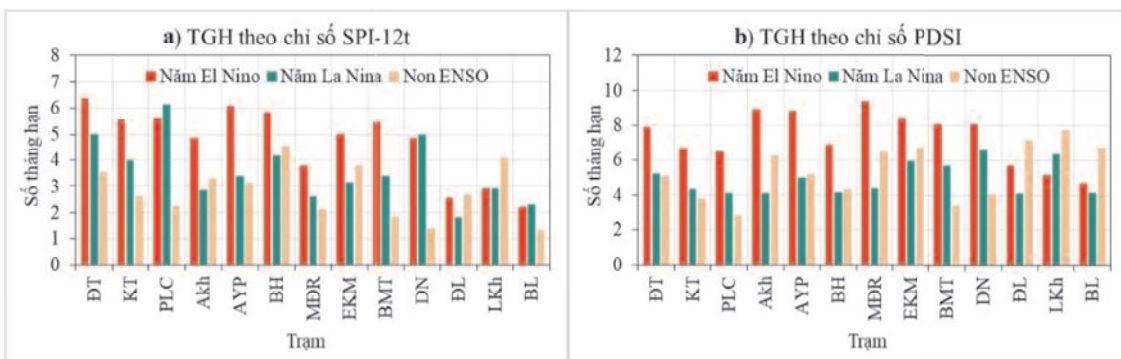 a) TGH theo chỉ số SPI-12t
8
7
6
5
4
3
2
1
0
Năm El Nino Năm La Nina Non ENSO
Số tháng hạn
ĐT KT PLC Akh AYP BH MĐR EKM BMT DN ĐL LKh BL
Trạm
b) TGH theo chỉ số PDSI
12
10
8
6
4
2
0
Năm El Nino Năm La Nina Non ENSO
Số tháng hạn
ĐT KT PLC Akh AYP BH MĐR EKM BMT DN ĐL LKh BL
Trạm